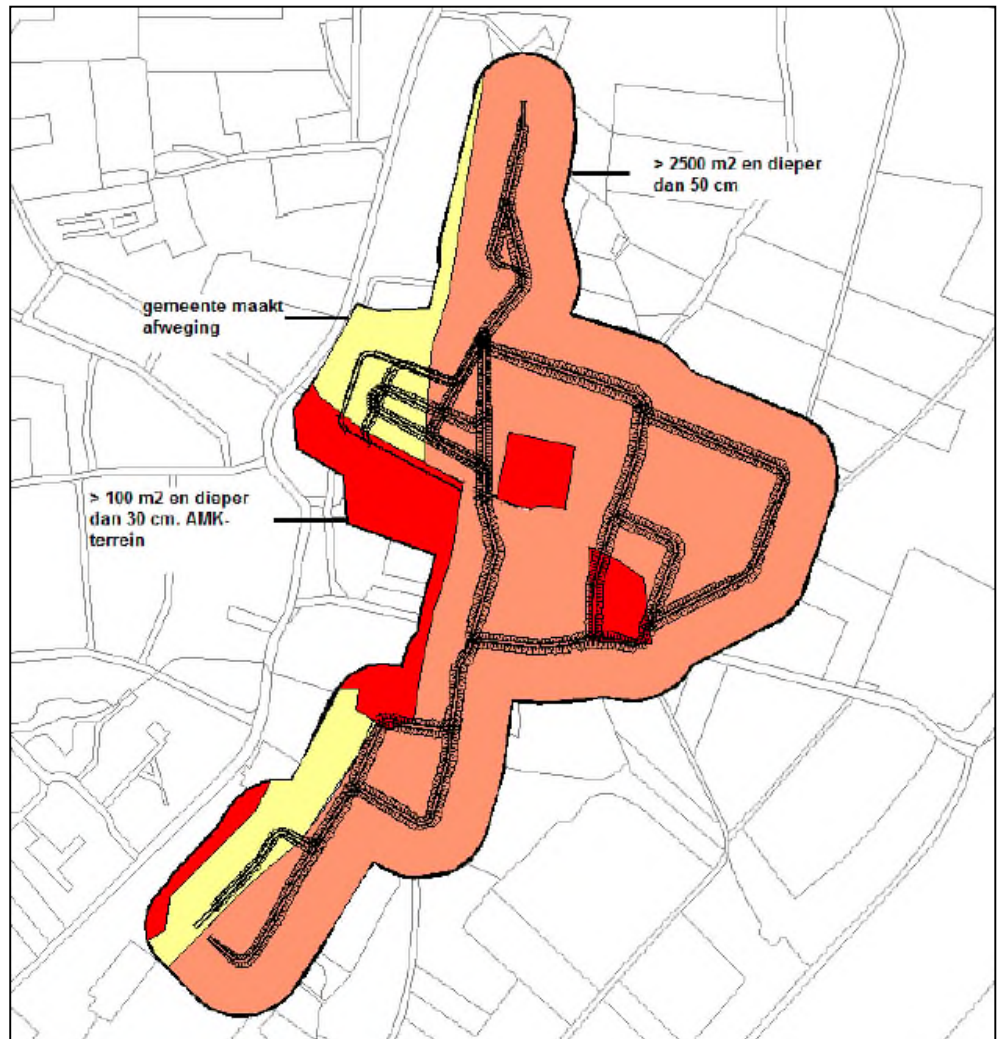 > 2500 m2 en dieper
dan 50 cm
gemeente maakt
afweging
> 100 m2 en dieper
dan 30 cm. AMK-
terrein